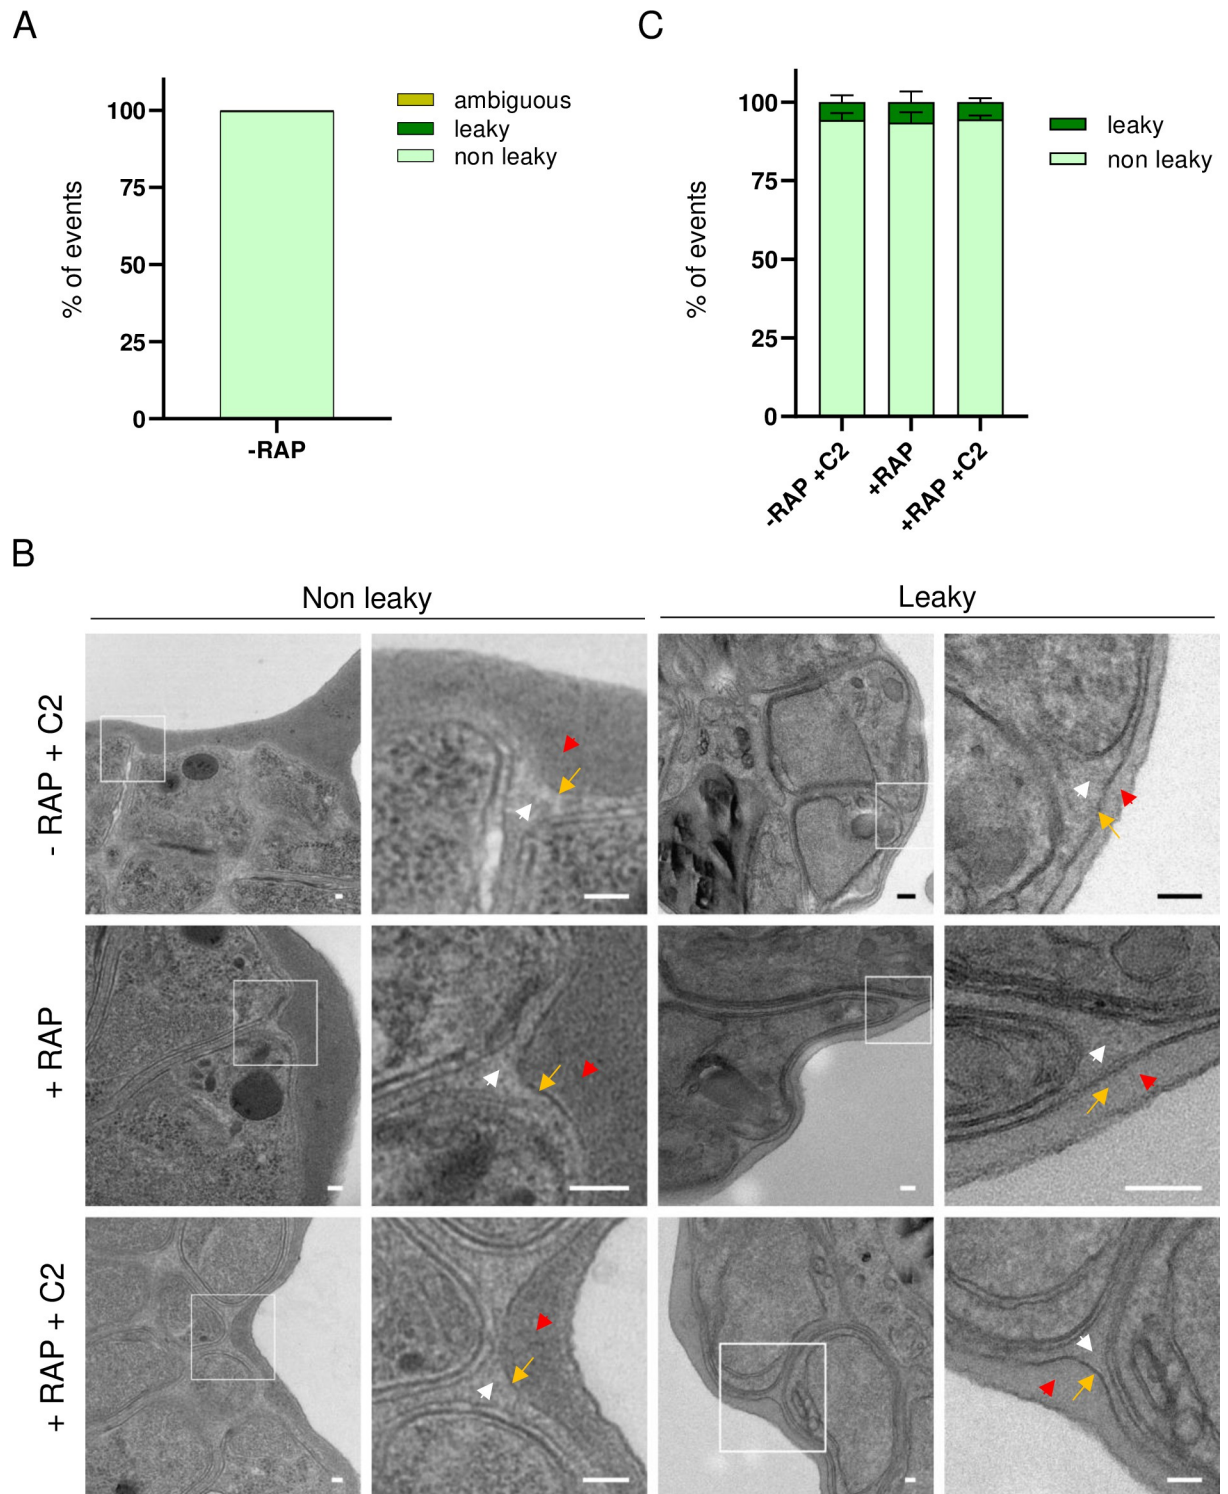 A
100
75
50
25
0
% of events
-RAP
ambiguous
leaky
non leaky
C
100
75
50
25
0
% of events
-RAP +C2
+RAP
+RAP +C2
leaky
non leaky
B
Non leaky
Leaky
- RAP + C2
+ RAP
+ RAP + C2